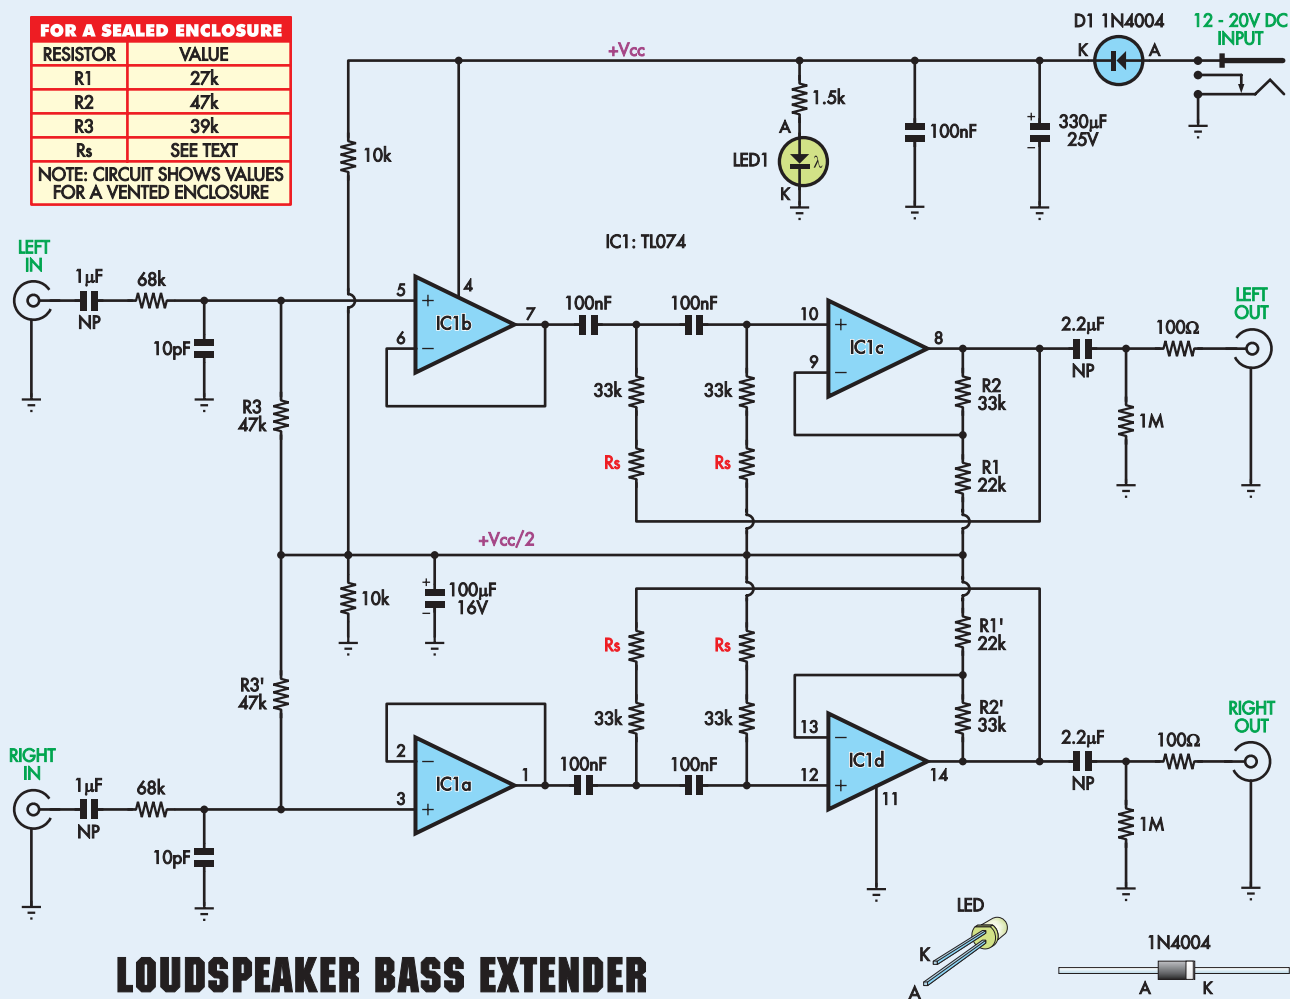 FOR A SEALED ENCLOSURE
RESISTOR VALUE
R1 27k
R2 47k
R3 39k
Rs SEE TEXT
NOTE: CIRCUIT SHOWS VALUES
FOR A VENTED ENCLOSURE
+Vcc
D1 1N4004
K A
12 - 20V DC
INPUT
10k
1.5k
A
LED1
λ
K
100nF
+
330µF
25V
−
IC1: TL074
LEFT
IN
1µF
NP
68k
10pF
R3
47k
5
+
4
6
−
IC1b
7
100nF
100nF
33k
33k
Rs
Rs
10
+
9
−
IC1c
8
R2
33k
R1
22k
2.2µF
NP
100Ω
1M
LEFT
OUT
+Vcc/2
10k
+
100µF
16V
−
R3'
47k
RIGHT
IN
1µF
NP
68k
10pF
2
−
3
+
IC1a
1
100nF
100nF
Rs
Rs
33k
33k
13
−
12
+
IC1d
14
11
R1'
22k
R2'
33k
2.2µF
NP
100Ω
1M
RIGHT
OUT
LED
K
A
1N4004
A K
LOUDSPEAKER BASS EXTENDER